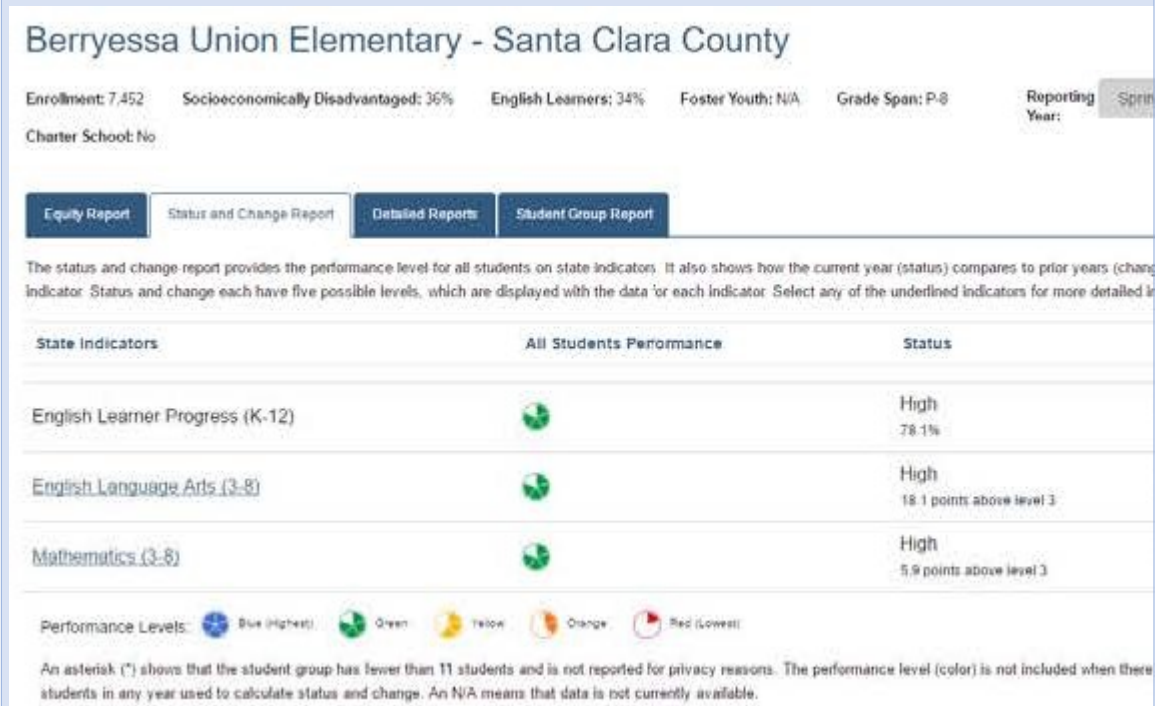 Berryessa Union Elementary - Santa Clara County
Enrollment: 7,452 Socioeconomically Disadvantaged: 36% English Learners: 34% Foster Youth: N/A Grade Span: P-8 Reporting Year: Sprin
Charter School: No
Equity Report Status and Change Report Detailed Reports Student Group Report
The status and change report provides the performance level for all students on state indicators. It also shows how the current year (status) compares to prior years (chang
indicator. Status and change each have five possible levels, which are displayed with the data for each indicator. Select any of the underlined indicators for more detailed i
State Indicators All Students Performance Status
English Learner Progress (K-12) High
78.1%
English Language Arts (3-8) High
18.1 points above level 3
Mathematics (3-8) High
5.9 points above level 3
Performance Levels: Blue (Highest) Green Yellow Orange Red (Lowest)
An asterisk (*) shows that the student group has fewer than 11 students and is not reported for privacy reasons. The performance level (color) is not included when there
students in any year used to calculate status and change. An N/A means that data is not currently available.